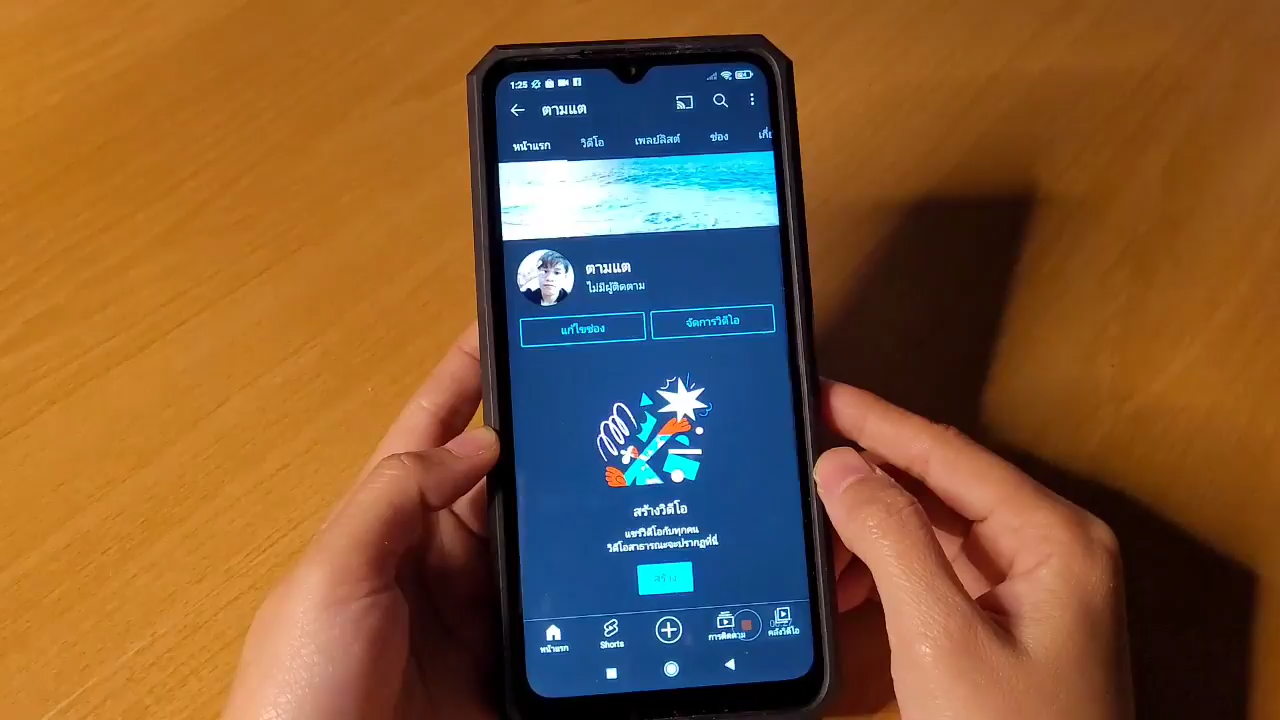 1:25
ตามแต
หน้าแรก วิดีโอ เพลย์ลิสต์ ช่อง เกี่ย
ตามแต
ไม่มีผู้ติดตาม
แก้ไขช่อง จัดการวิดีโอ
สร้างวิดีโอ
แชร์วิดีโอกับทุกคน
วิดีโอสาธารณะจะปรากฏที่นี่
สร้าง
หน้าแรก Shorts การติดตาม คลังวิดีโอ